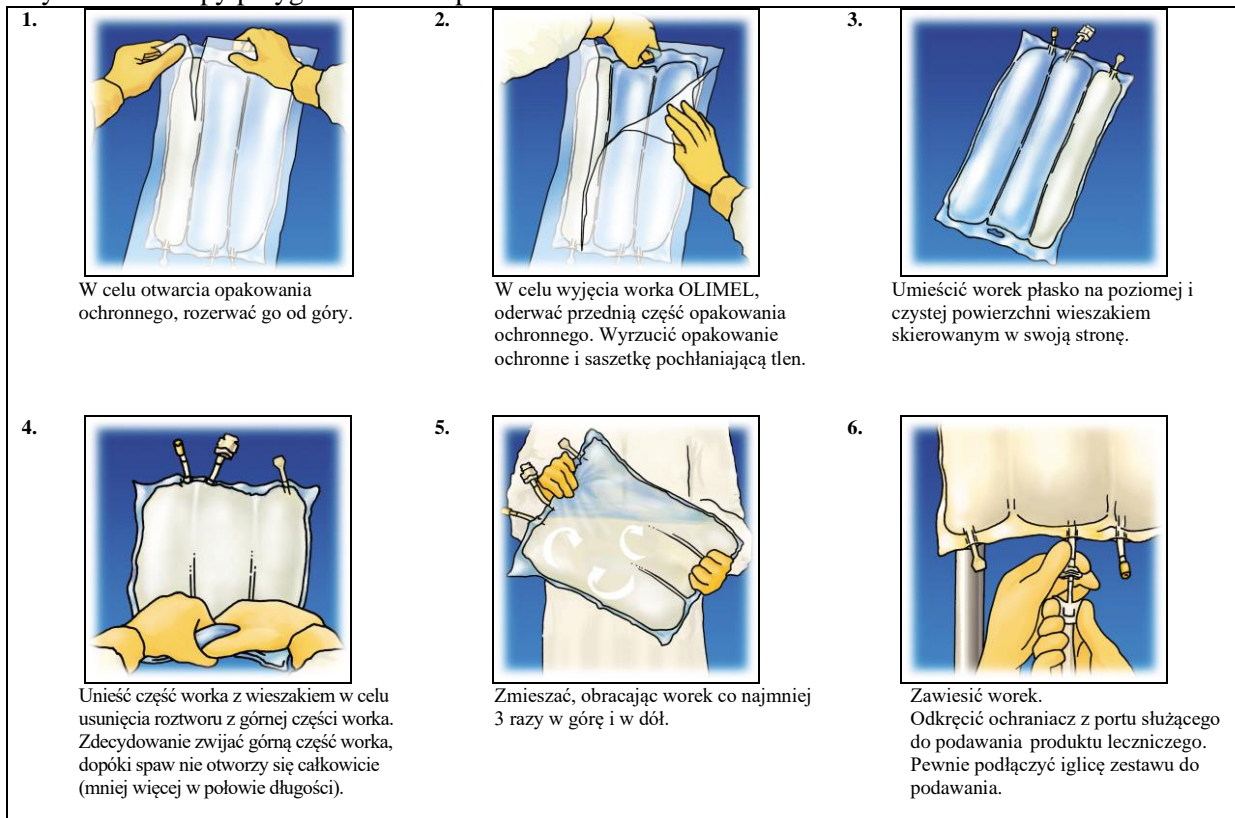 1.
W celu otwarcia opakowania
ochronnego, rozerwać go od góry.
2.
W celu wyjęcia worka OLIMEL,
oderwać przednią część opakowania
ochronnego. Wyrzucić opakowanie
ochronne i saszetkę pochłaniającą tlen.
3.
Umieścić worek płasko na poziomej i
czystej powierzchni wieszakiem
skierowanym w swoją stronę.
4.
Unieść część worka z wieszakiem w celu
usunięcia roztworu z górnej części worka.
Zdecydowanie zwijać górną część worka,
dopóki spaw nie otworzy się całkowicie
(mniej więcej w połowie długości).
5.
Zmieszać, obracając worek co najmniej
3 razy w górę i w dół.
6.
Zawiesić worek.
Odkręcić ochraniacz z portu służącego
do podawania produktu leczniczego.
Pewnie podłączyć iglicę zestawu do
podawania.